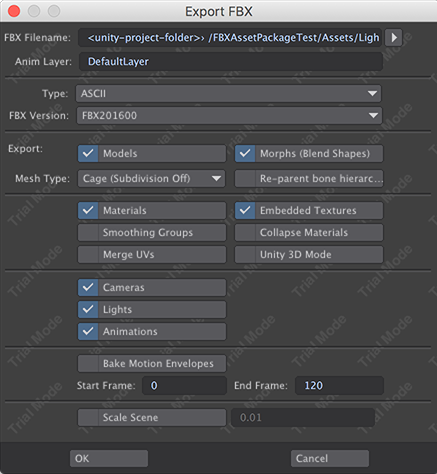 Export FBX
FBX Filename: <unity-project-folder>› /FBXAssetPackageTest/Assets/Ligh
Anim Layer: DefaultLayer
Type: ASCII
FBX Version: FBX201600
Export: Models Morphs (Blend Shapes)
Mesh Type: Cage (Subdivision Off) Re-parent bone hierarc...
Materials Embedded Textures
Smoothing Groups Collapse Materials
Merge UVs Unity 3D Mode
Cameras
Lights
Animations
Bake Motion Envelopes
Start Frame: 0 End Frame: 120
Scale Scene 0.01
OK Cancel
Trial Mode